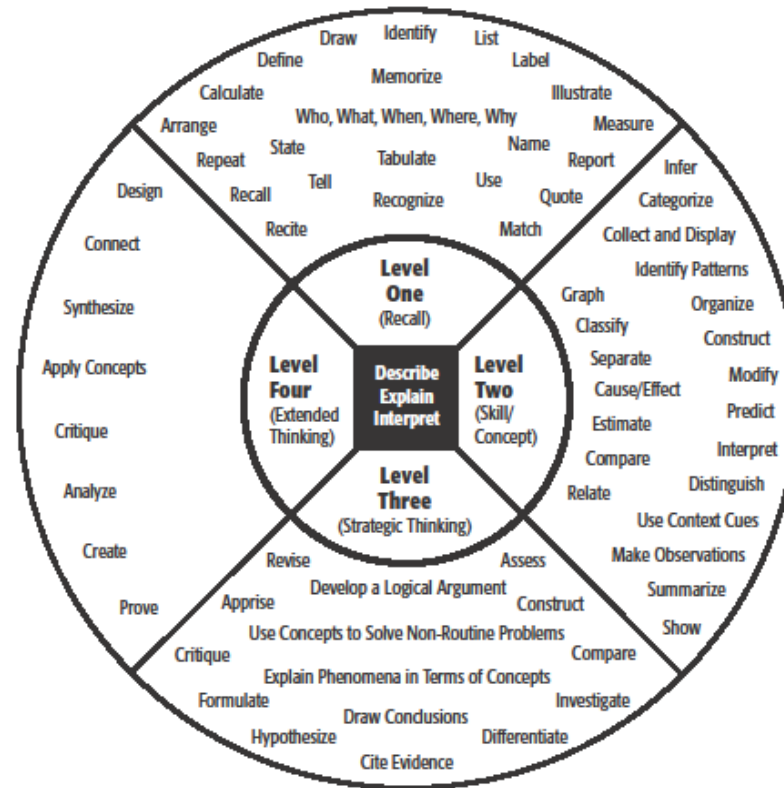 Draw
Identify
List
Define
Label
Memorize
Calculate
Illustrate
Arrange
Who, What, When, Where, Why
Measure
Repeat
State
Tabulate
Name
Report
Recall
Tell
Recognize
Use
Quote
Recite
Match
Level
One
(Recall)
Infer
Categorize
Collect and Display
Identify Patterns
Graph
Organize
Classify
Construct
Separate
Modify
Cause/Effect
Predict
Estimate
Interpret
Compare
Distinguish
Relate
Use Context Cues
Make Observations
Summarize
Show
Level
Two
(Skill/
Concept)
Describe
Explain
Interpret
Level
Three
(Strategic Thinking)
Revise
Assess
Develop a Logical Argument
Apprise
Construct
Use Concepts to Solve Non-Routine Problems
Critique
Compare
Explain Phenomena in Terms of Concepts
Formulate
Investigate
Draw Conclusions
Hypothesize
Differentiate
Cite Evidence
Level
Four
(Extended
Thinking)
Design
Connect
Synthesize
Apply Concepts
Critique
Analyze
Create
Prove